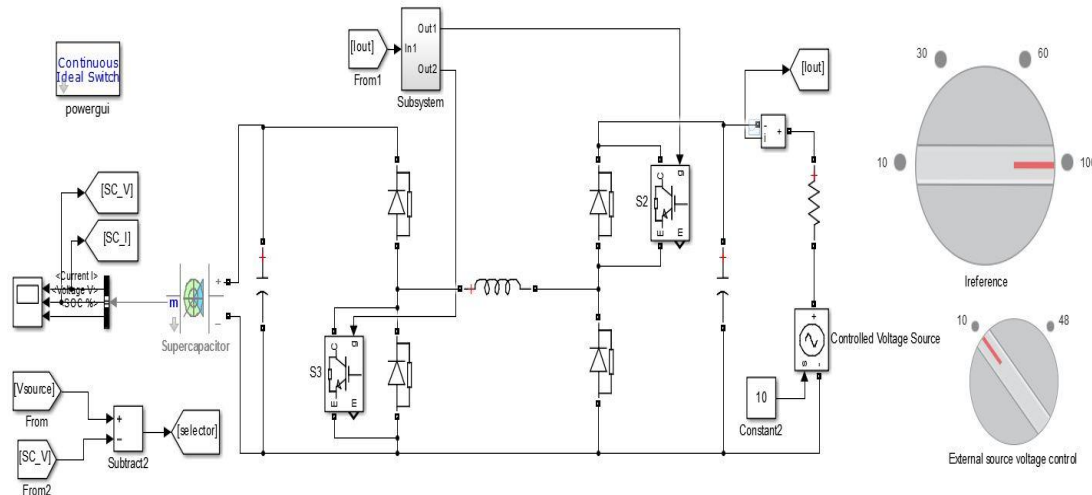 Continuous
Ideal Switch
powergui
[Iout]
From1
In1
Out1
Out2
Subsystem
[Iout]
- 
i
+
30
60
10
100
Ireference
[SC_V]
[SC_I]
<Current I>
<Voltage V>
<SOC %>
m
+
−
Supercapacitor
S2
C
g
E
m
S3
C
g
E
m
+
s
-
Controlled Voltage Source
10
Constant2
10
48
External source voltage control
[Vsource]
From
[SC_V]
From2
+
−
Subtract2
[selector]